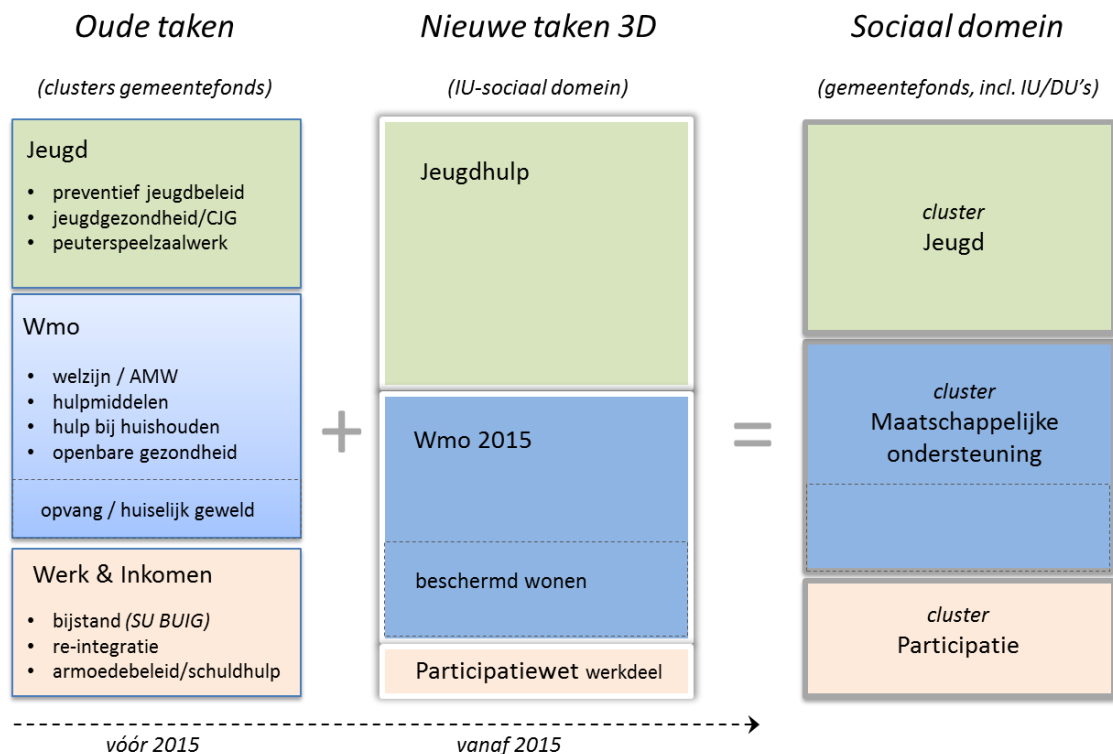 Oude taken
(clusters gemeentefonds)
Jeugd
• preventief jeugdbeleid
• jeugdgezondheid/CJG
• peuterspeelzaalwerk
Wmo
• welzijn / AMW
• hulpmiddelen
• hulp bij huishouden
• openbare gezondheid
opvang / huiselijk geweld
Werk & Inkomen
• bijstand (SU BUIG)
• re-integratie
• armoedebeleid/schuldhulp
+
Nieuwe taken 3D
(IU-sociaal domein)
Jeugdhulp
Wmo 2015
beschermd wonen
Participatiewet werkdeel
=
Sociaal domein
(gemeentefonds, incl. IU/DU's)
cluster
Jeugd
cluster
Maatschappelijke
ondersteuning
cluster
Participatie
vóór 2015
vanaf 2015